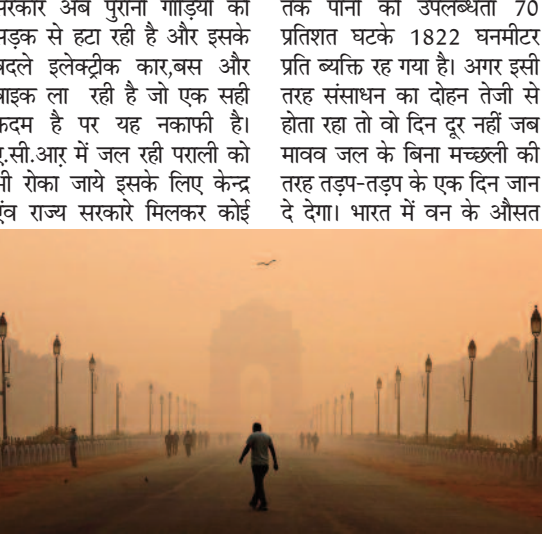 सरकार अब पुरानी गाड़ियों को
सड़क से हटा रही है और इसके
बदले इलेक्ट्रीक कार,बस और
बाइक ला रही है जो एक सही
कदम है पर यह नकाफी है।
ए.सी.आर् में जल रही पराली को
भी रोका जाये इसके लिए केन्द्र
एंव राज्य सरकारे मिलकर कोई
तक पानी की उपलब्धता 70
प्रतिशत घटके 1822 घनमीटर
प्रति ब्यक्ति रह गया है। अगर इसी
तरह संसाधन का दोहन तेजी से
होता रहा तो वो दिन दूर नहीं जब
मावव जल के बिना मच्छली की
तरह तड़प-तड़प के एक दिन जान
दे देगा। भारत में वन के औसत